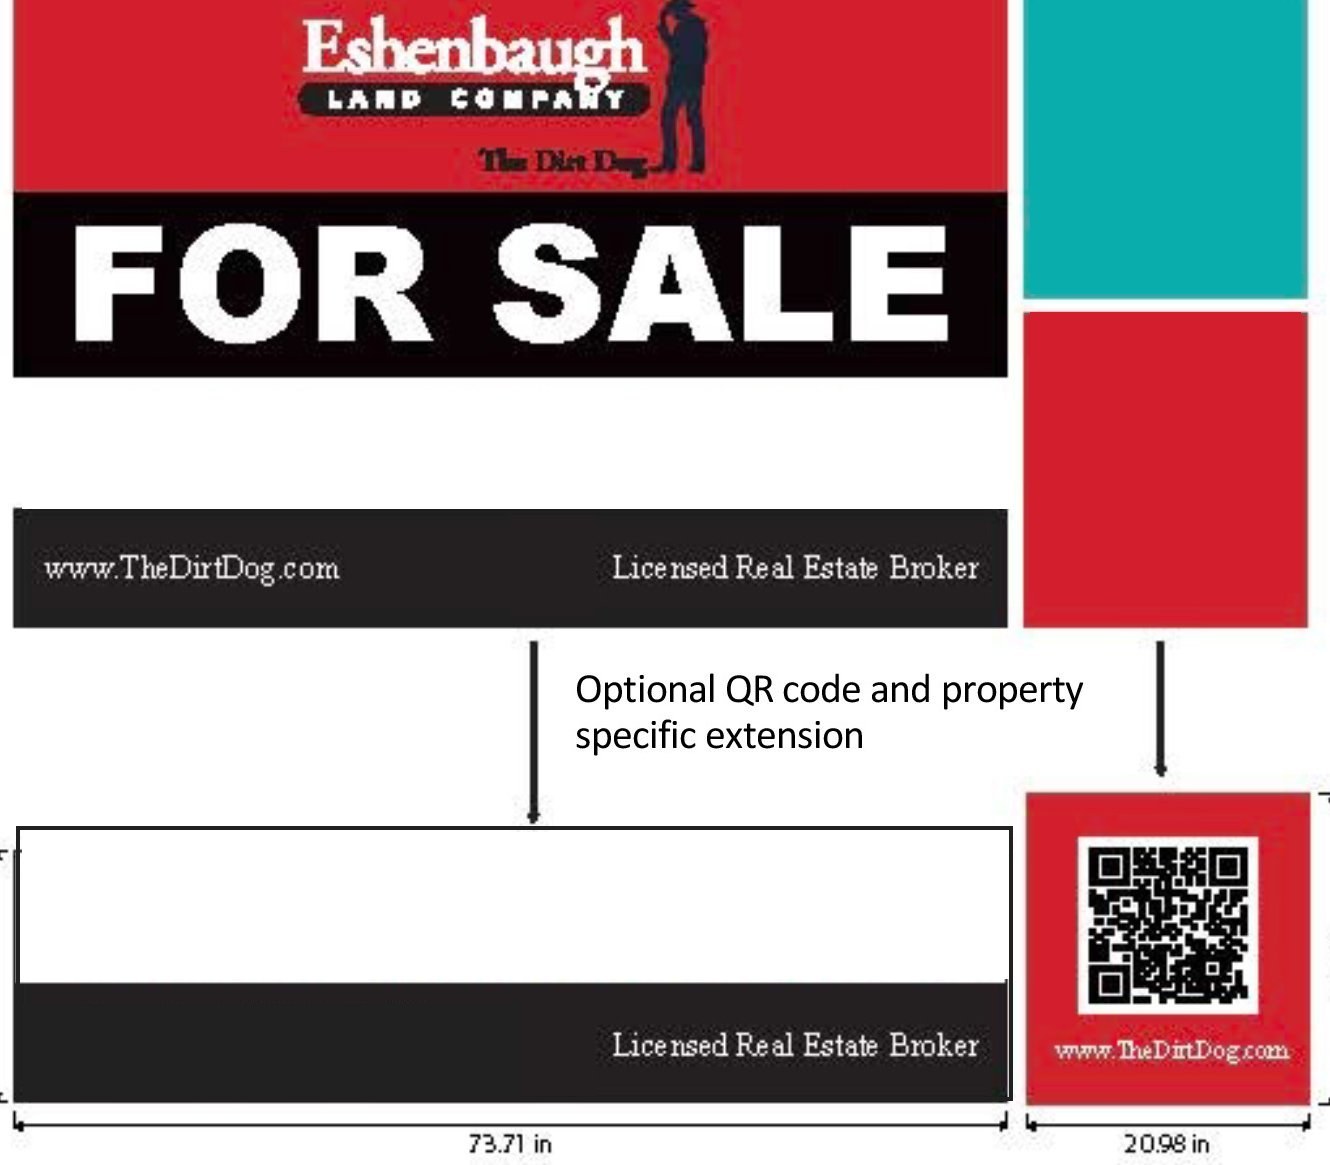 Eshenbaugh
LAND COMPANY
The Dirt Dog
FOR SALE
www.TheDirtDog.com
Licensed Real Estate Broker
Optional QR code and property
specific extension
Licensed Real Estate Broker
www.TheDirtDog.com
73.71 in
20.98 in